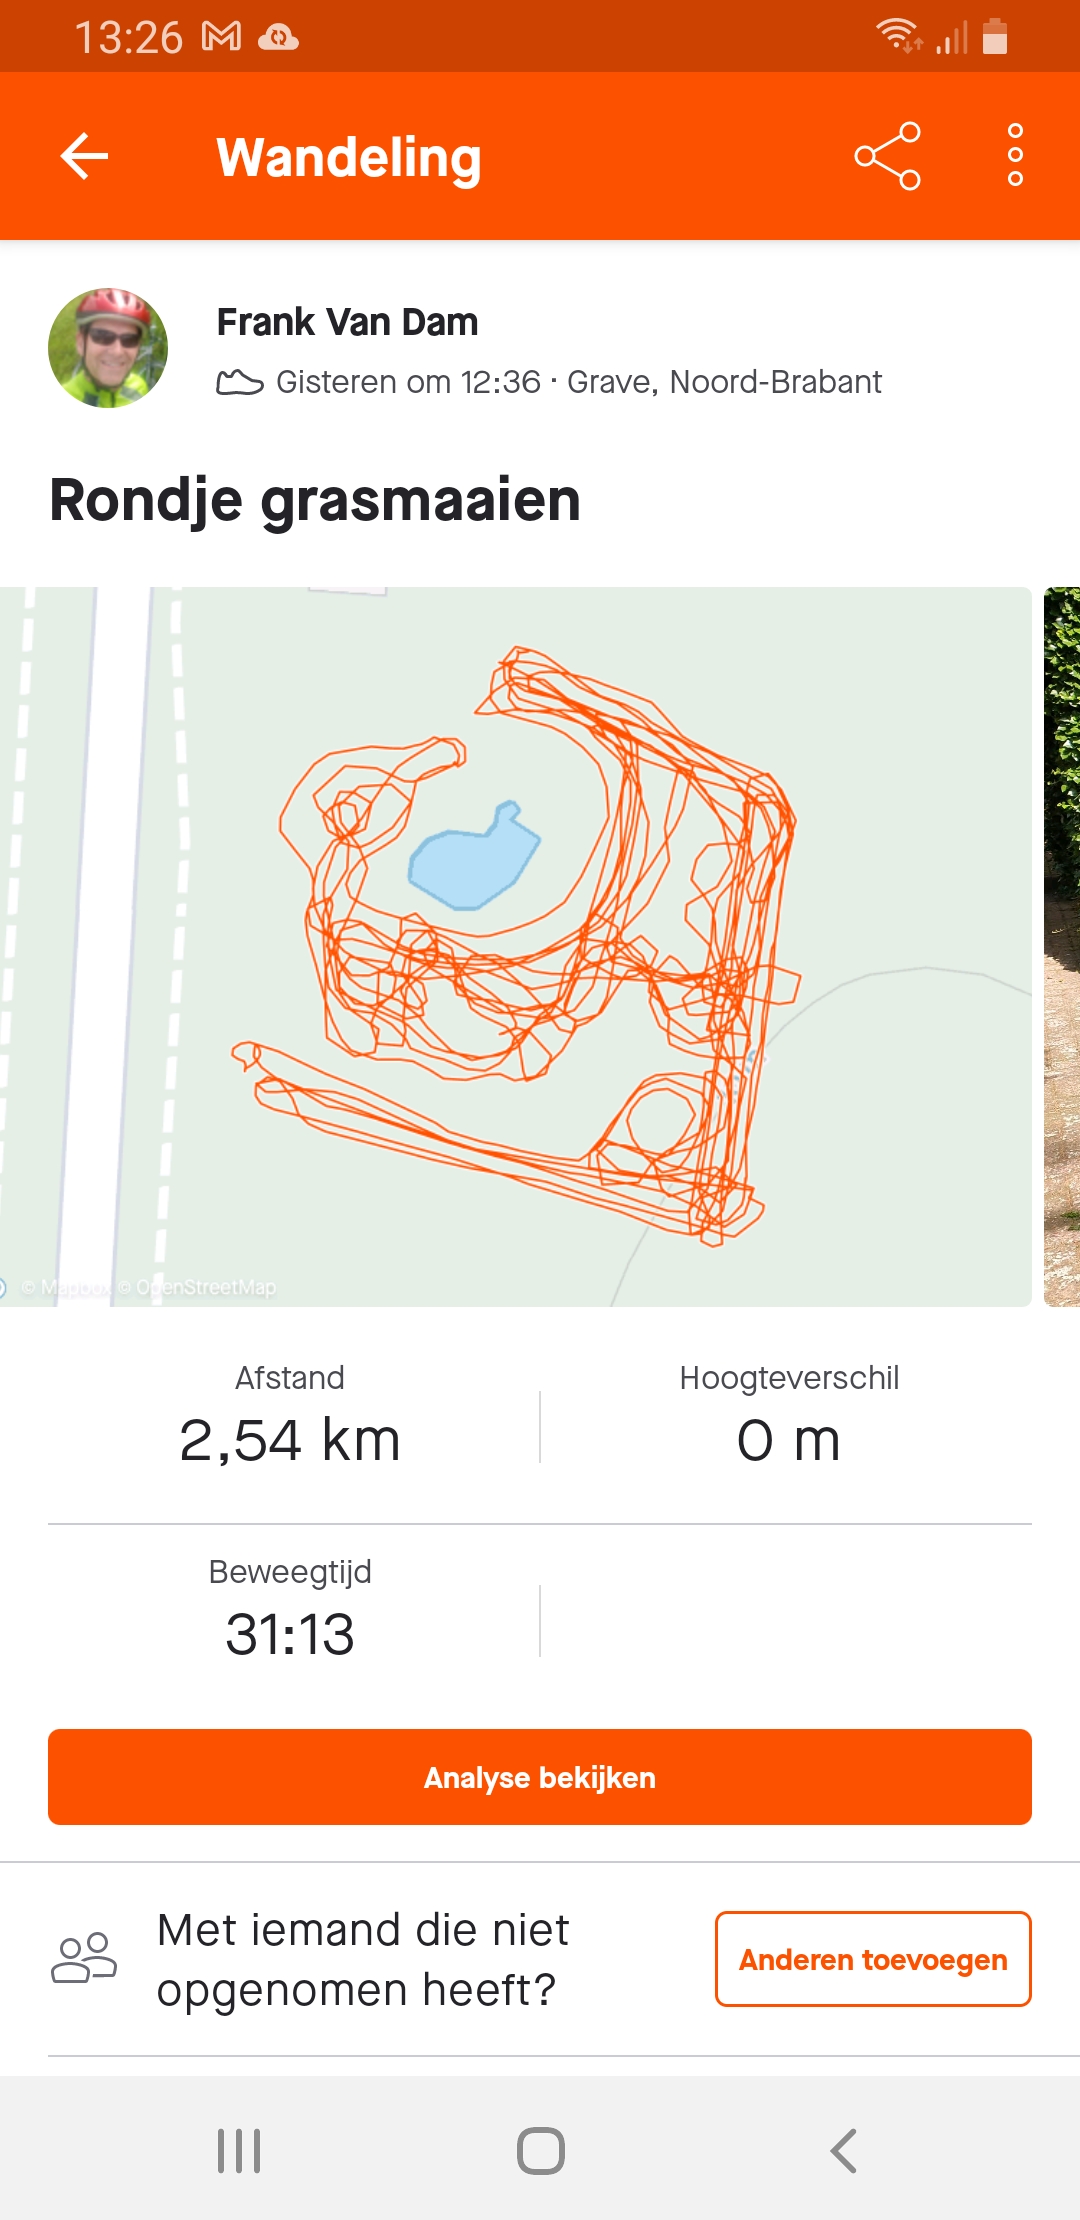 13:26
Wandeling
Frank Van Dam
Gisteren om 12:36 · Grave, Noord-Brabant
Rondje grasmaaien
© Mapbox © OpenStreetMap
Afstand
2,54 km
Hoogteverschil
0 m
Beweegtijd
31:13
Analyse bekijken
Met iemand die niet
opgenomen heeft?
Anderen toevoegen